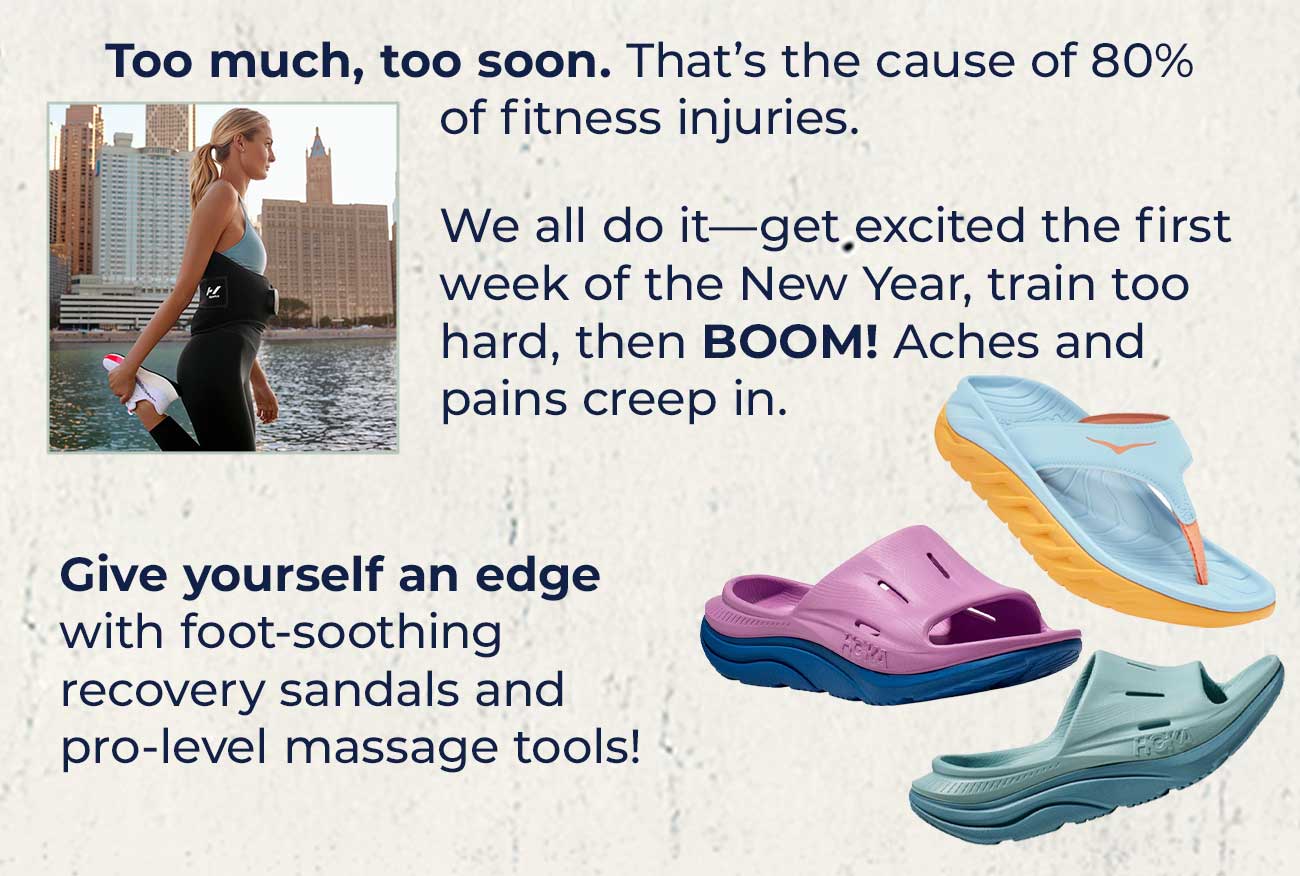 Too much, too soon. That's the cause of 80%
of fitness injuries.
We all do it—get excited the first
week of the New Year, train too
hard, then BOOM! Aches and
pains creep in.
Give yourself an edge
with foot-soothing
recovery sandals and
pro-level massage tools!
HOKA
HOKA